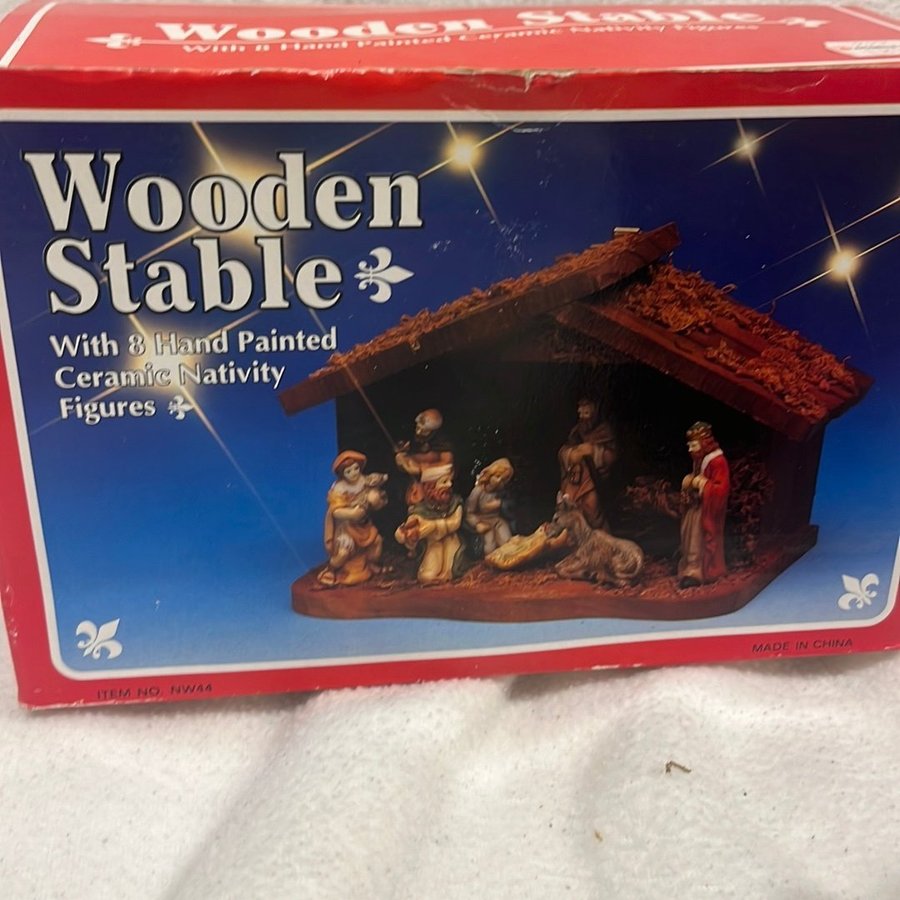 Wooden Stable
With 8 Hand Painted Ceramic Nativity Figures
Wooden
Stable
With 8 Hand Painted
Ceramic Nativity
Figures
MADE IN CHINA
ITEM NO. NW44